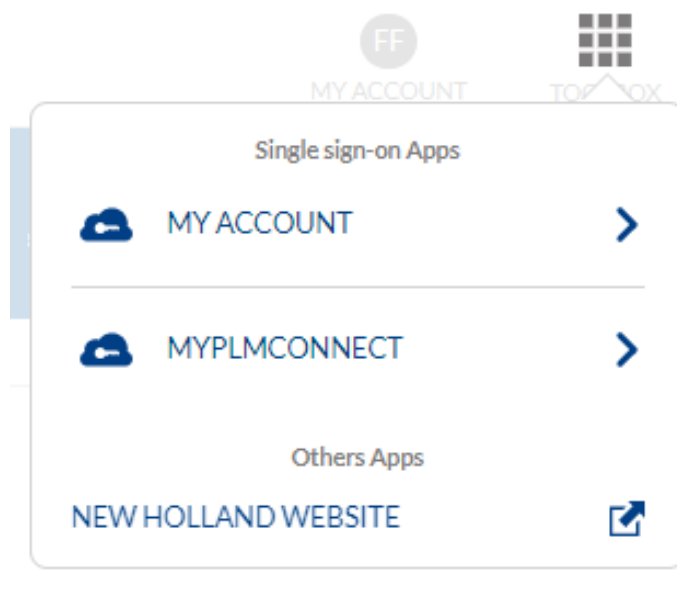 FF
MY ACCOUNT
Single sign-on Apps
MY ACCOUNT
MYPLMCONNECT
Others Apps
NEW HOLLAND WEBSITE